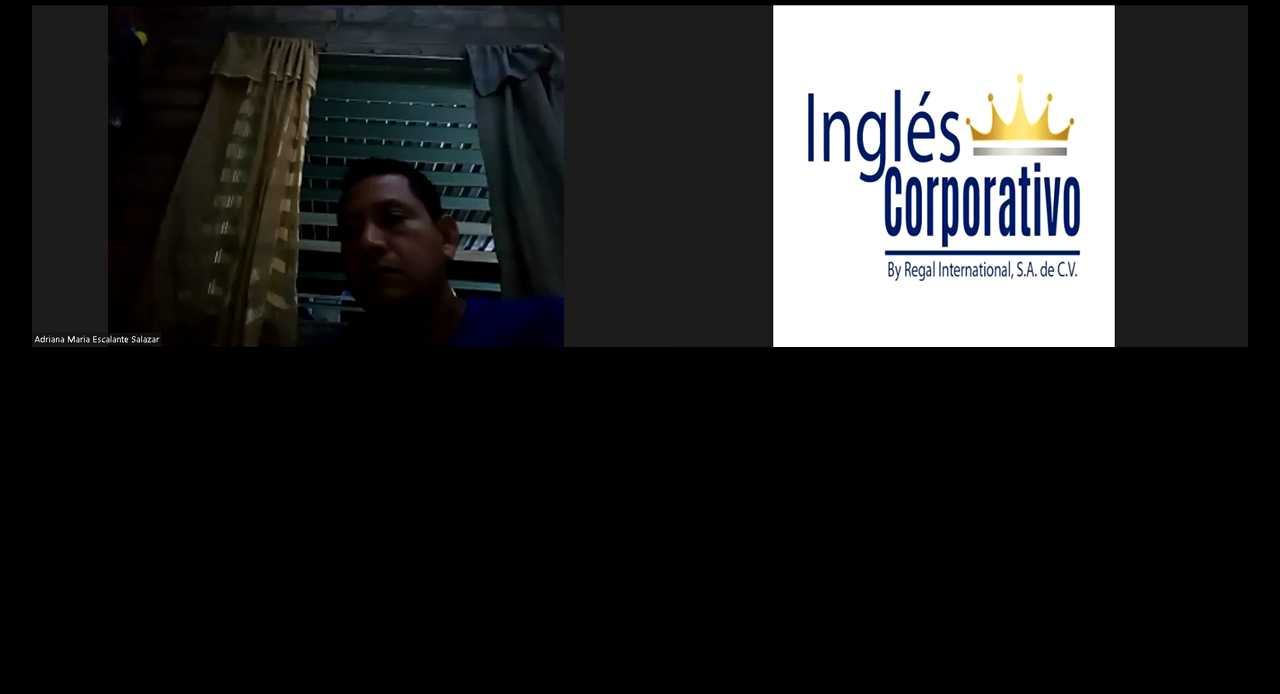 Inglés
Corporativo
By Regal International, S.A. de C.V.
Adriana Maria Escalante Salazar